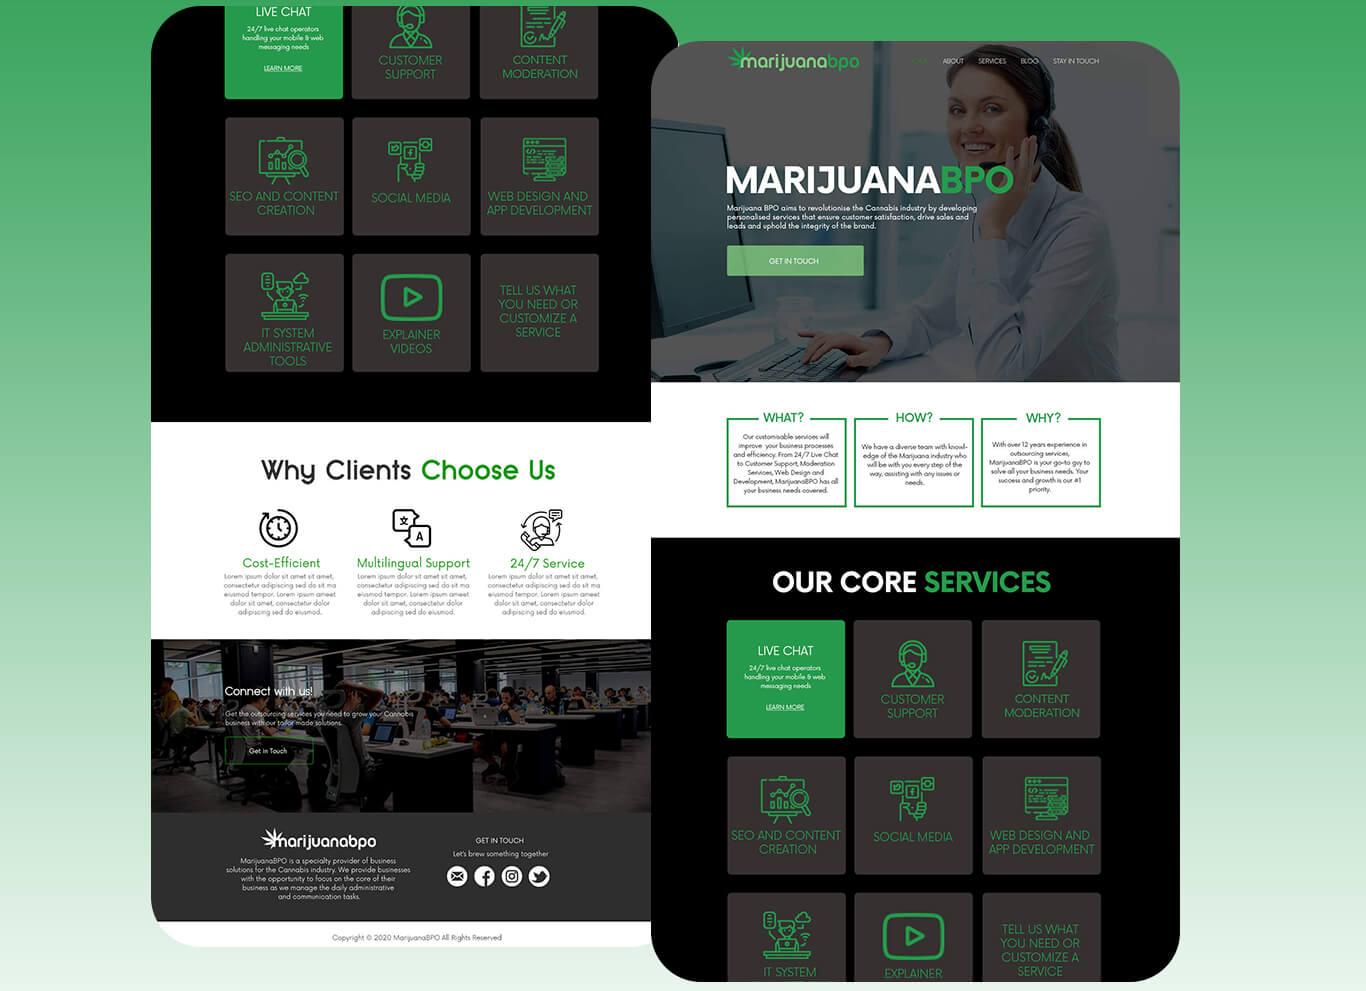 LIVE CHAT
24/7 live chat operators
handling your mobile & web
messaging needs
LEARN MORE
CUSTOMER
SUPPORT
CONTENT
MODERATION
SEO AND CONTENT
CREATION
SOCIAL MEDIA
WEB DESIGN AND
APP DEVELOPMENT
IT SYSTEM
ADMINISTRATIVE
TOOLS
EXPLAINER
VIDEOS
TELL US WHAT
YOU NEED OR
CUSTOMIZE A
SERVICE
Why Clients Choose Us
Cost-Efficient
Lorem ipsum dolor sit amet sit amet,
consectetur adipiscing sed do sit ma
eiusmod tempor. Lorem ipsum ameet
dolor sit amet, consectetur dolor
adipiscing sed do eiusmod.
Multilingual Support
Lorem ipsum dolor sit amet sit amet,
consectetur adipiscing sed do sit ma
eiusmod tempor. Lorem ipsum ameet
dolor sit amet, consectetur dolor
adipiscing sed do eiusmod.
24/7 Service
Lorem ipsum dolor sit amet sit amet,
consectetur adipiscing sed do sit ma
eiusmod tempor. Lorem ipsum ameet
dolor sit amet, consectetur dolor
adipiscing sed do eiusmod.
Connect with us!
Get the outsourcing services you need to grow your Cannabis
business with our tailor made solutions.
Get in Touch
marijuanabpo
MarijuanaBPO is a specialty provider of business
solutions for the Cannabis industry. We provide businesses
with the opportunity to focus on the core of their
business as we manage the daily administrative
and communication tasks.
GET IN TOUCH
Let's brew something together
Copyright © 2020 MarijuanaBPO All Rights Reserved
marijuanabpo
HOME ABOUT SERVICES BLOG STAY IN TOUCH
MARIJUANABPO
Marijuana BPO aims to revolutionise the Cannabis industry by developing
personalised services that ensure customer satisfaction, drive sales and
leads and uphold the integrity of the brand.
GET IN TOUCH
WHAT?
Our customisable services will
improve your business processes
and efficiency. From 24/7 Live Chat
to Customer Support, Moderation
Services, Web Design and
Development, MarijuanaBPO has all
your business needs covered.
HOW?
We have a diverse team with knowl-
edge of the Marijuana industry who
will be with you every step of the
way, assisting with any issues or
needs.
WHY?
With over 12 years experience in
outsourcing services,
MarijuanaBPO is your go-to guy to
solve all your business needs. Your
success and growth is our #1
priority.
OUR CORE SERVICES
LIVE CHAT
24/7 live chat operators
handling your mobile & web
messaging needs
LEARN MORE
CUSTOMER
SUPPORT
CONTENT
MODERATION
SEO AND CONTENT
CREATION
SOCIAL MEDIA
WEB DESIGN AND
APP DEVELOPMENT
IT SYSTEM
EXPLAINER
TELL US WHAT
YOU NEED OR
CUSTOMIZE A
SERVICE